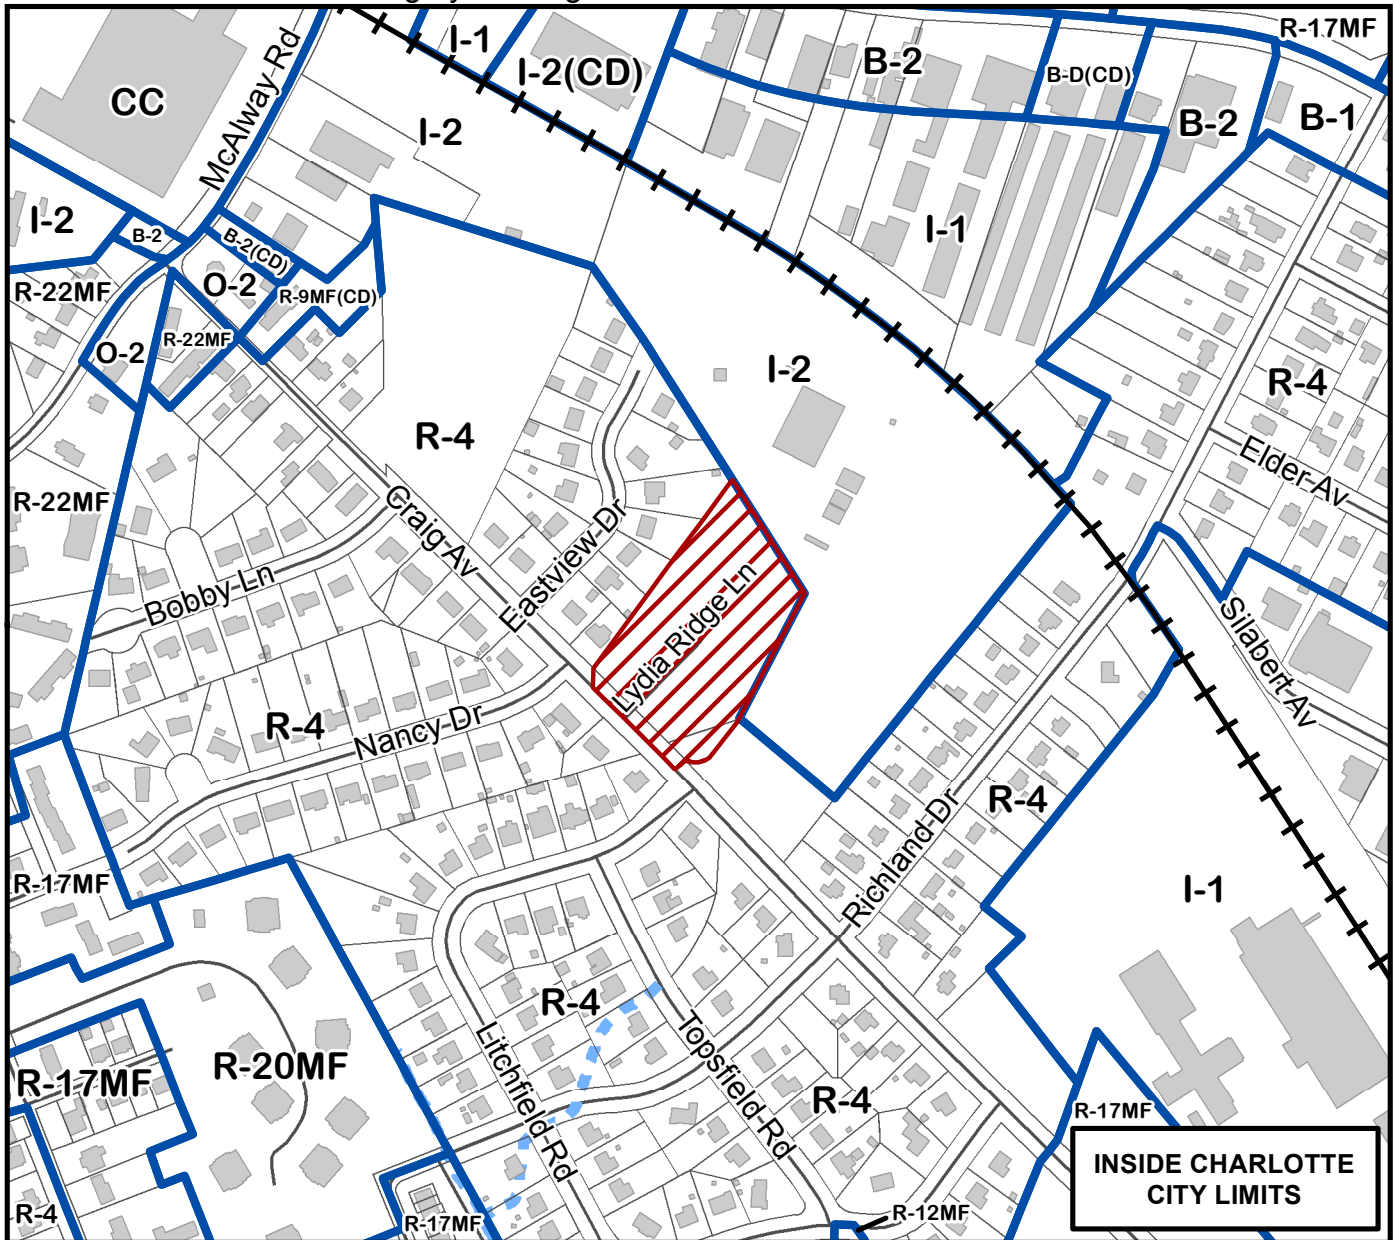 I-1
R-17MF
B-2
I-2(CD)
B-D(CD)
CC
McAlway Rd
I-2
B-2
B-1
I-2
B-2
B-2(CD)
I-1
O-2
R-22MF
R-9MF(CD)
R-22MF
O-2
I-2
R-4
R-4
Elder Av
R-22MF
Craig Av
Eastview Dr
Bobby Ln
Lydia Ridge Ln
Silabert Av
R-4
Nancy Dr
R-4
Richland Dr
R-17MF
I-1
R-4
Litchfield Rd
Topsfield Rd
R-20MF
R-17MF
R-4
R-17MF
INSIDE CHARLOTTE
CITY LIMITS
R-4
R-17MF
R-12MF